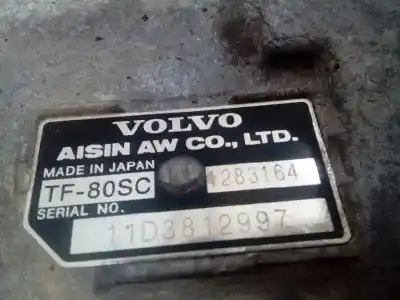 VOLVO
AISIN AW CO., LTD.
MADE IN JAPAN
TF-80SC 1283164
SERIAL NO.
11D3812997